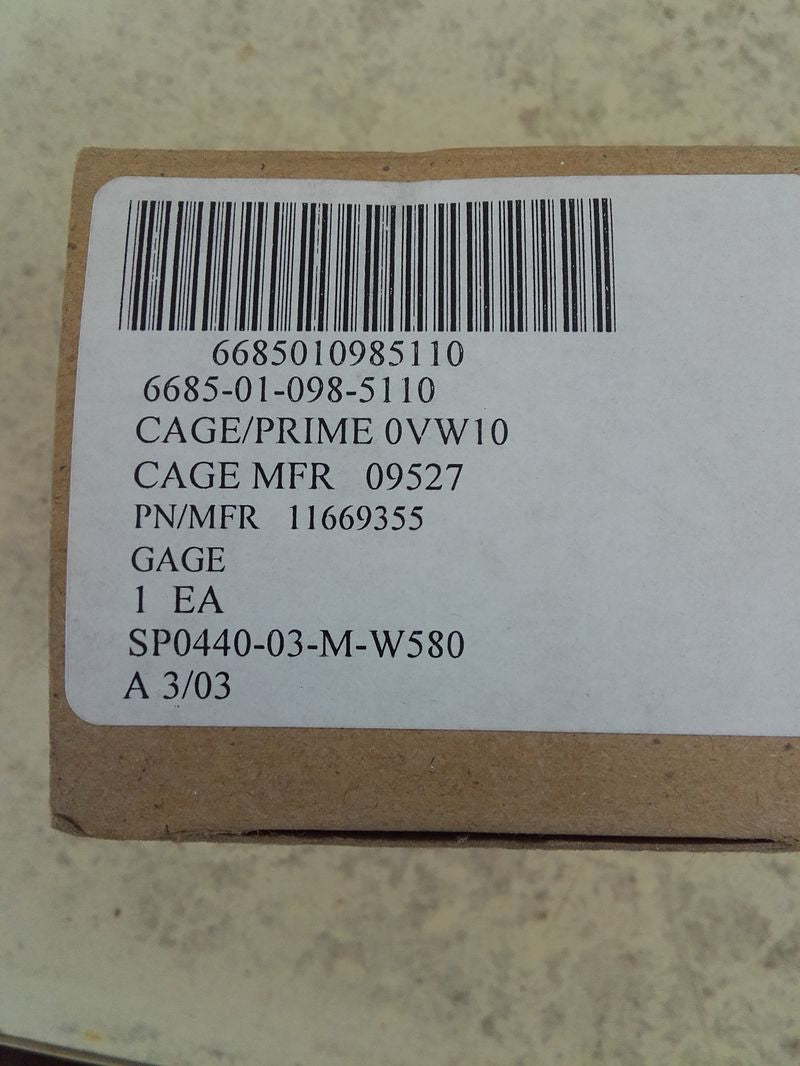 6685010985110
6685-01-098-5110
CAGE/PRIME 0VW10
CAGE MFR 09527
PN/MFR 11669355
GAGE
1 EA
SP0440-03-M-W580
A 3/03